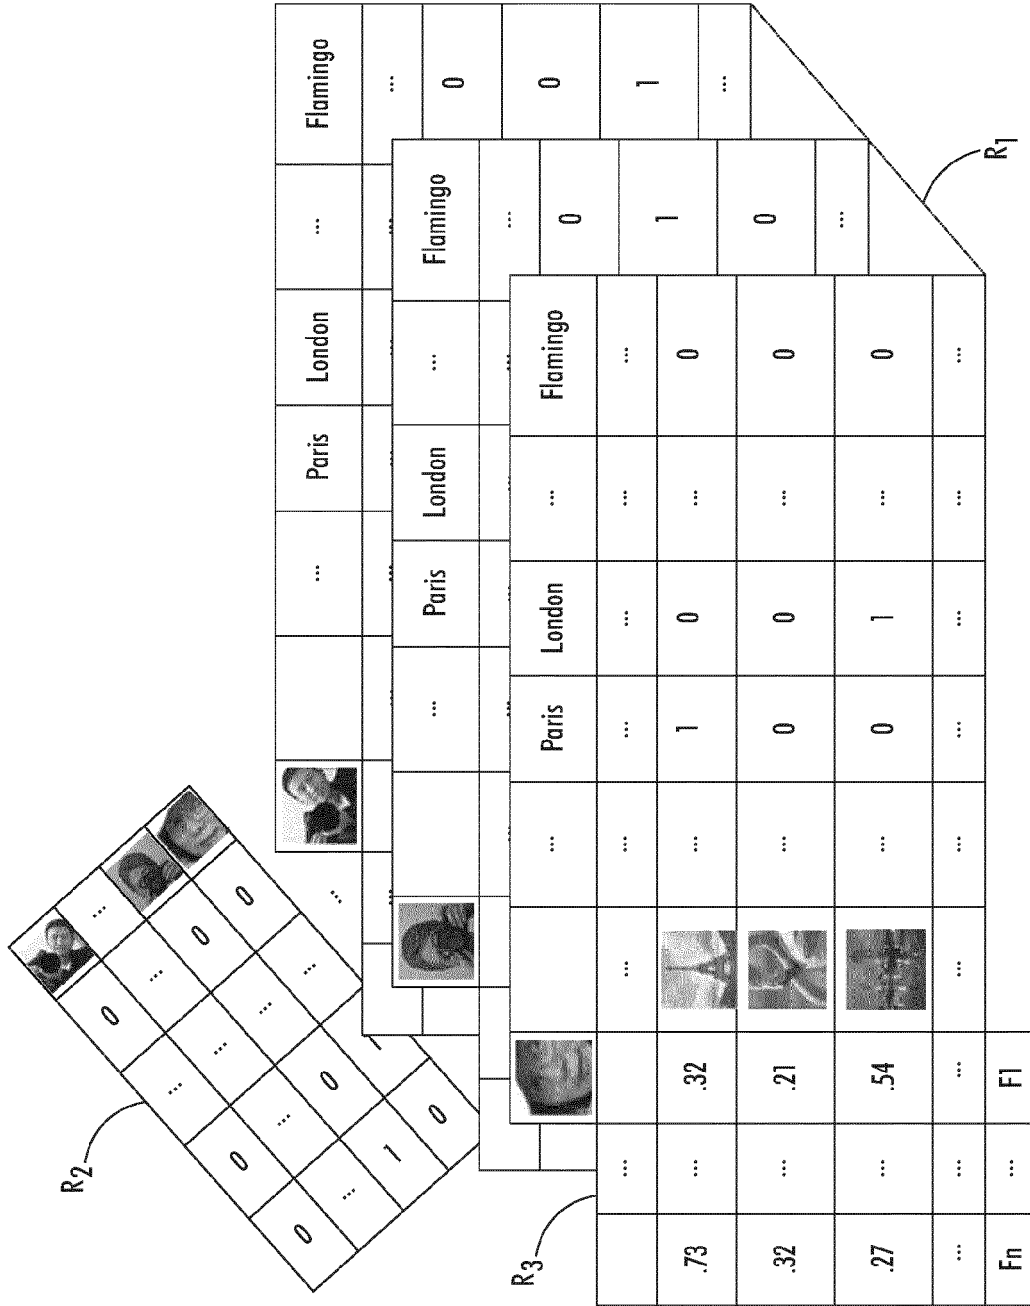 R2
0 ... 0 0
... ... ... ...
0 ... 0 1
0 ... 0
... Paris London ... Flamingo
...
0
0
1
...
... Paris London ... Flamingo
...
0
1
0
...
R3
... Paris London ... Flamingo
... ... ... ... ... ... ...
.73 ... .32 ... 1 0 ... 0
.32 ... .21 ... 0 0 ... 0
.27 ... .54 ... 0 1 ... 0
... ... ... ... ... ... ... ... ...
Fn ... F1
R1